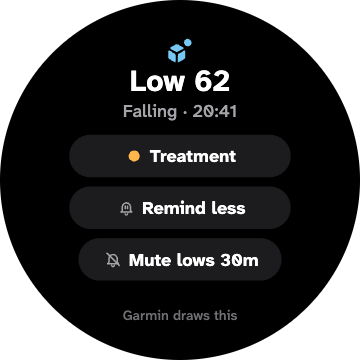 Low 62
Falling · 20:41
Treatment
Remind less
Mute lows 30m
Garmin draws this